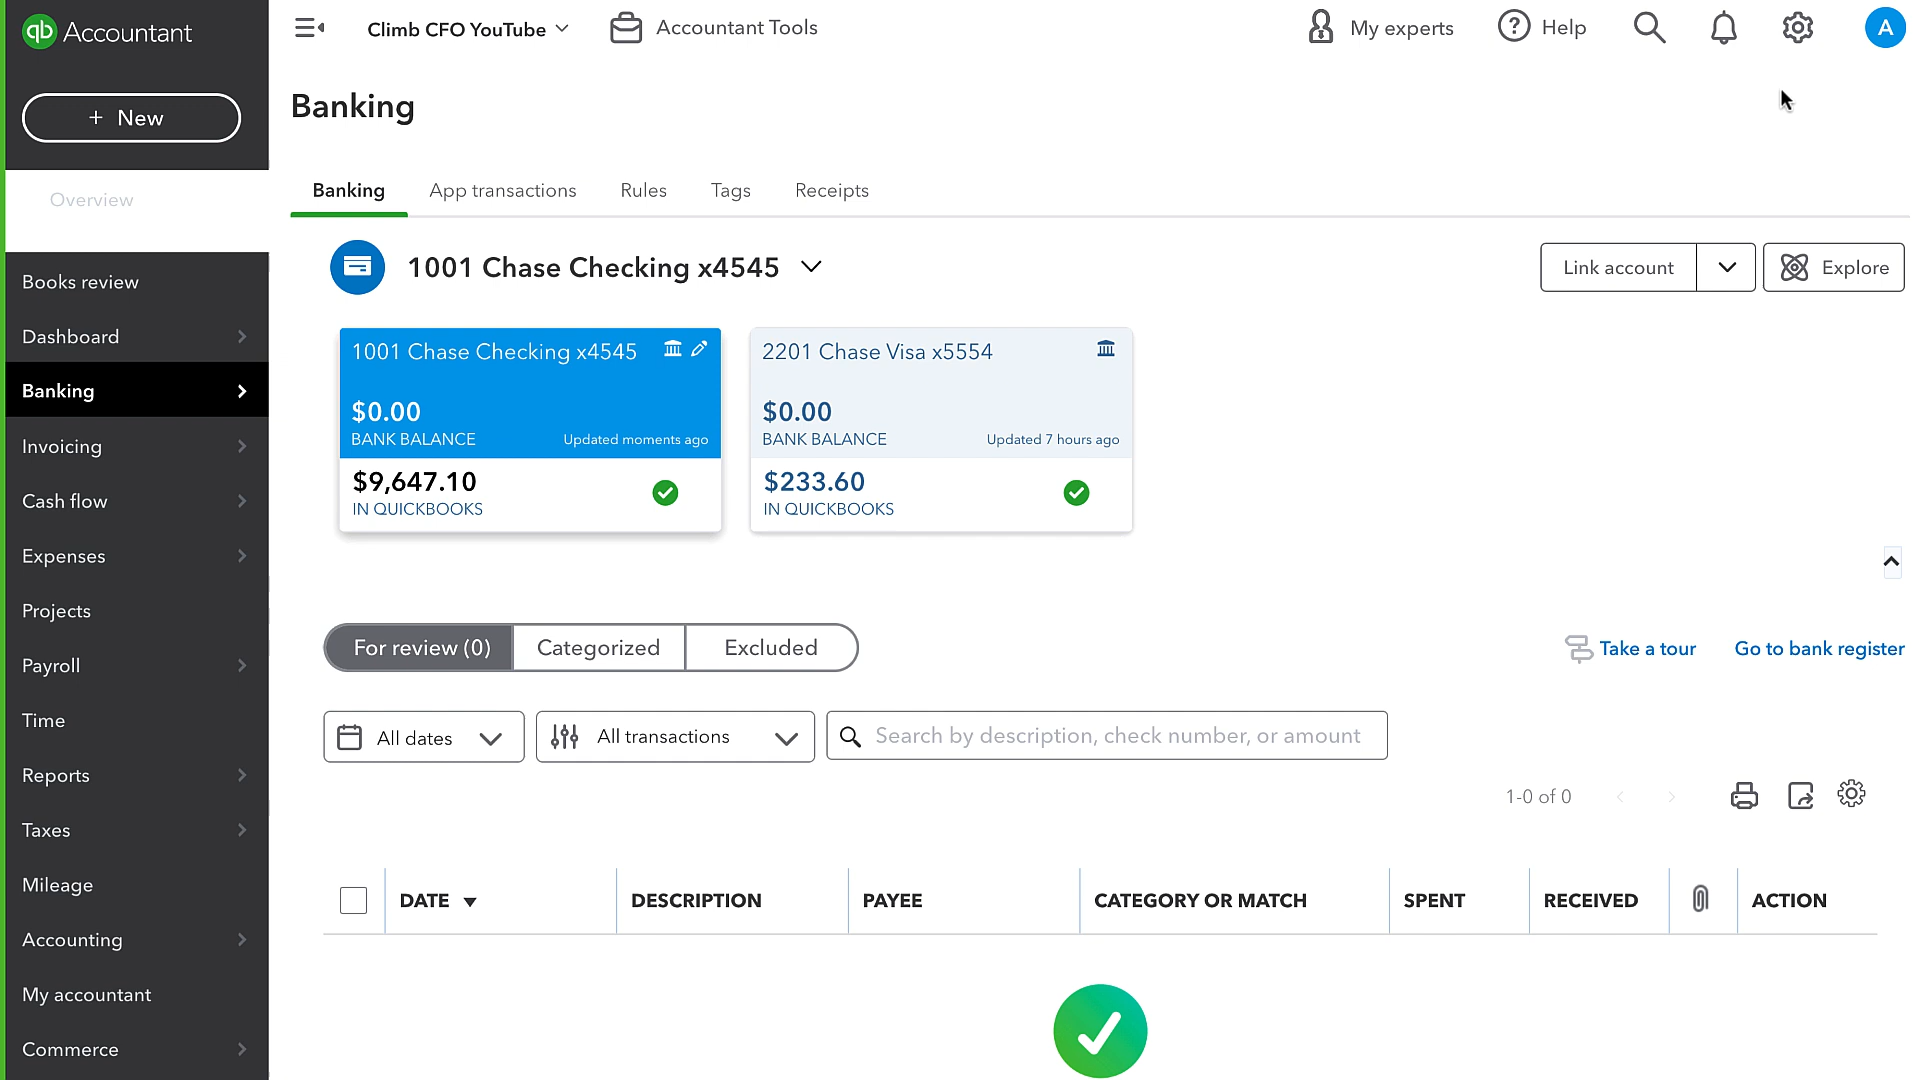 qb Accountant
Climb CFO YouTube
Accountant Tools
My experts
Help
A
+ New
Banking
Overview
Banking
App transactions
Rules
Tags
Receipts
1001 Chase Checking x4545
Link account
Explore
Books review
Dashboard
Banking
Invoicing
Cash flow
Expenses
Projects
Payroll
Time
Reports
Taxes
Mileage
Accounting
My accountant
Commerce
1001 Chase Checking x4545
$0.00
BANK BALANCE
Updated moments ago
$9,647.10
IN QUICKBOOKS
2201 Chase Visa x5554
$0.00
BANK BALANCE
Updated 7 hours ago
$233.60
IN QUICKBOOKS
For review (0)
Categorized
Excluded
Take a tour
Go to bank register
All dates
All transactions
Search by description, check number, or amount
1-0 of 0
DATE
DESCRIPTION
PAYEE
CATEGORY OR MATCH
SPENT
RECEIVED
ACTION